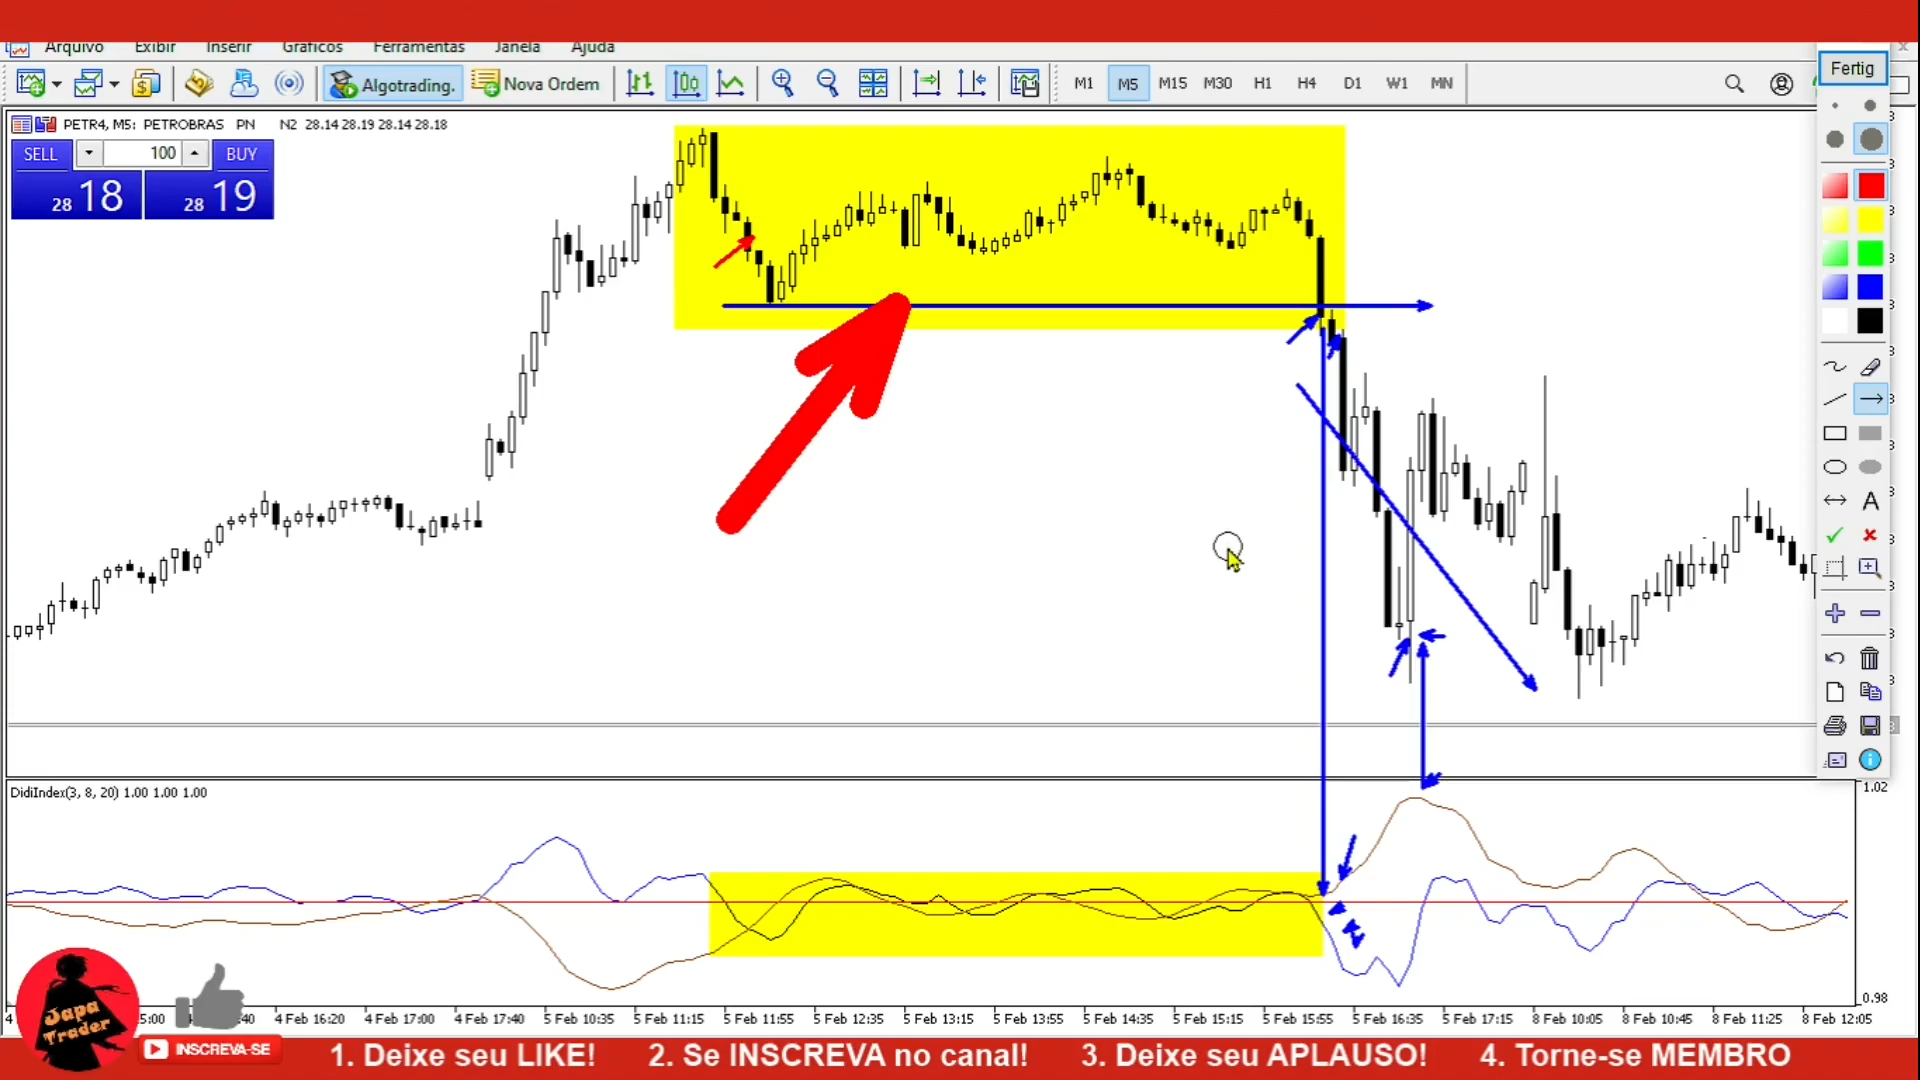 Arquivo Exibir Inserir Gráficos Ferramentas Janela Ajuda
Algotrading. Nova Ordem M1 M5 M15 M30 H1 H4 D1 W1 MN
Fertig
PETR4, M5: PETROBRAS PN N2 28.14 28.19 28.14 28.18
SELL 100 BUY
28 18 28 19
A
DidiIndex(3, 8, 20) 1.00 1.00 1.00
1.02
0.98
4 Feb 16:20 4 Feb 17:00 4 Feb 17:40 5 Feb 10:35 5 Feb 11:15 5 Feb 11:55 5 Feb 12:35 5 Feb 13:15 5 Feb 13:55 5 Feb 14:35 5 Feb 15:15 5 Feb 15:55 5 Feb 16:35 5 Feb 17:15 8 Feb 10:05 8 Feb 10:45 8 Feb 11:25 8 Feb 12:05
Japa
Trader
INSCREVA-SE
1. Deixe seu LIKE! 2. Se INSCREVA no canal! 3. Deixe seu APLAUSO! 4. Torne-se MEMBRO